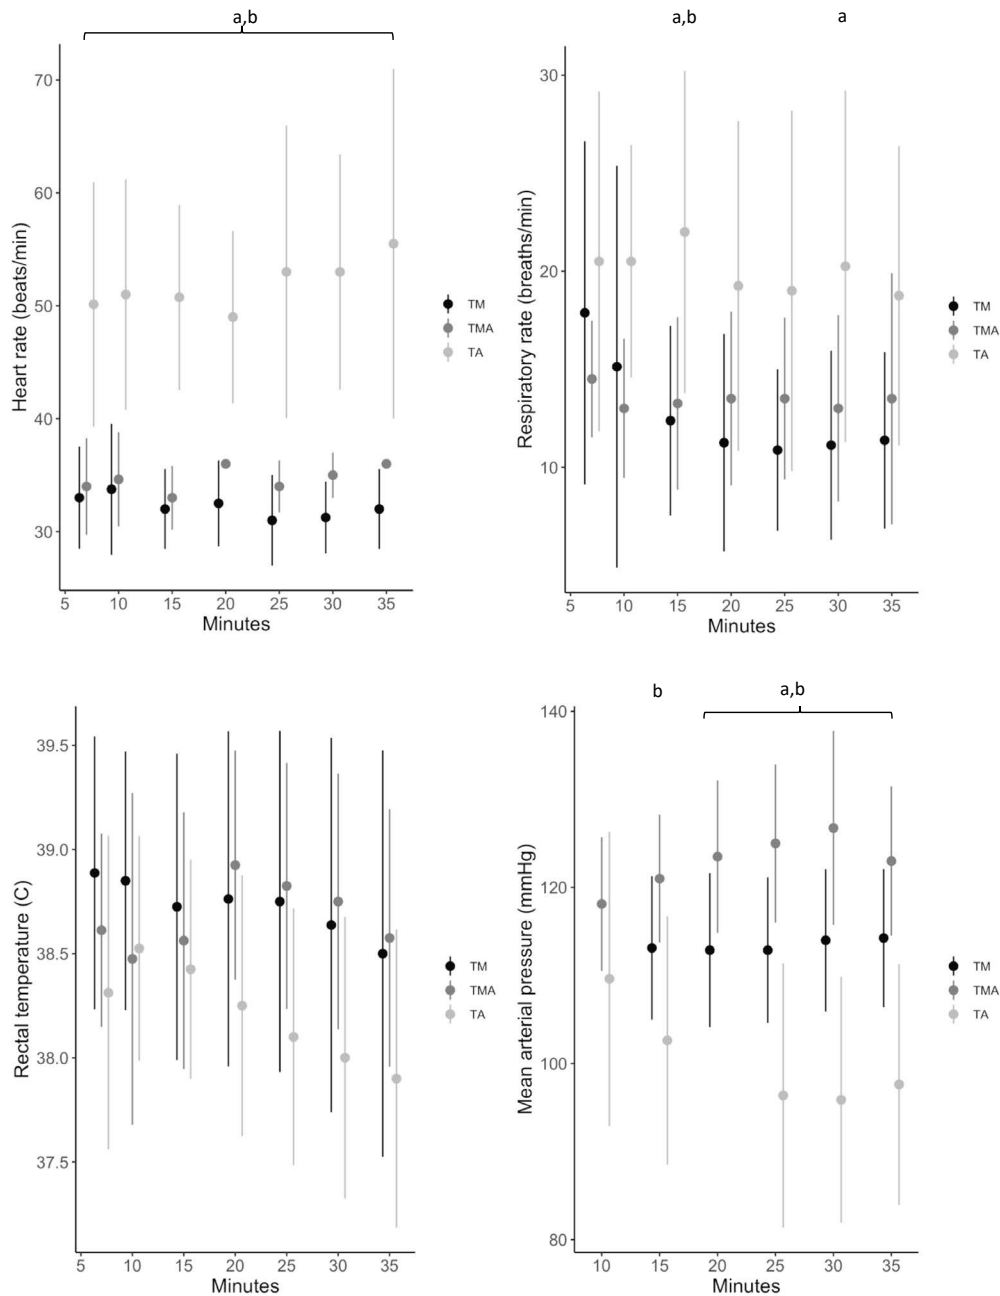 a,b
70
60
50
40
30
Heart rate (beats/min)
5 10 15 20 25 30 35
Minutes
TM
TMA
TA
a,b a
30
20
10
Respiratory rate (breaths/min)
5 10 15 20 25 30 35
Minutes
TM
TMA
TA
39.5
39.0
38.5
38.0
37.5
Rectal temperature (C)
5 10 15 20 25 30 35
Minutes
TM
TMA
TA
b a,b
140
120
100
80
Mean arterial pressure (mmHg)
10 15 20 25 30 35
Minutes
TM
TMA
TA